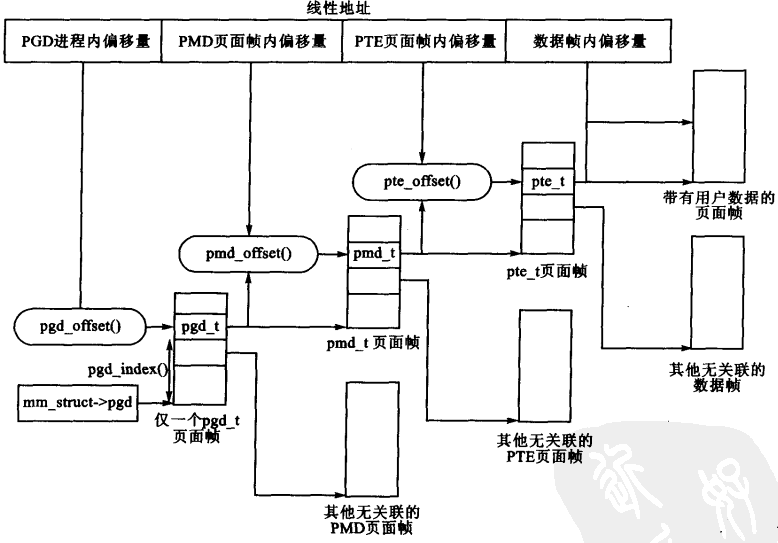 线性地址
PGD进程内偏移量
PMD页面帧内偏移量
PTE页面帧内偏移量
数据帧内偏移量
pte_offset()
pte_t
带有用户数据的
页面帧
pmd_offset()
pmd_t
pte_t页面帧
pgd_offset()
pgd_t
pmd_t 页面帧
pgd_index()
其他无关联的
数据帧
mm_struct->pgd
仅一个pgd_t
页面帧
其他无关联的
PTE页面帧
其他无关联的
PMD页面帧